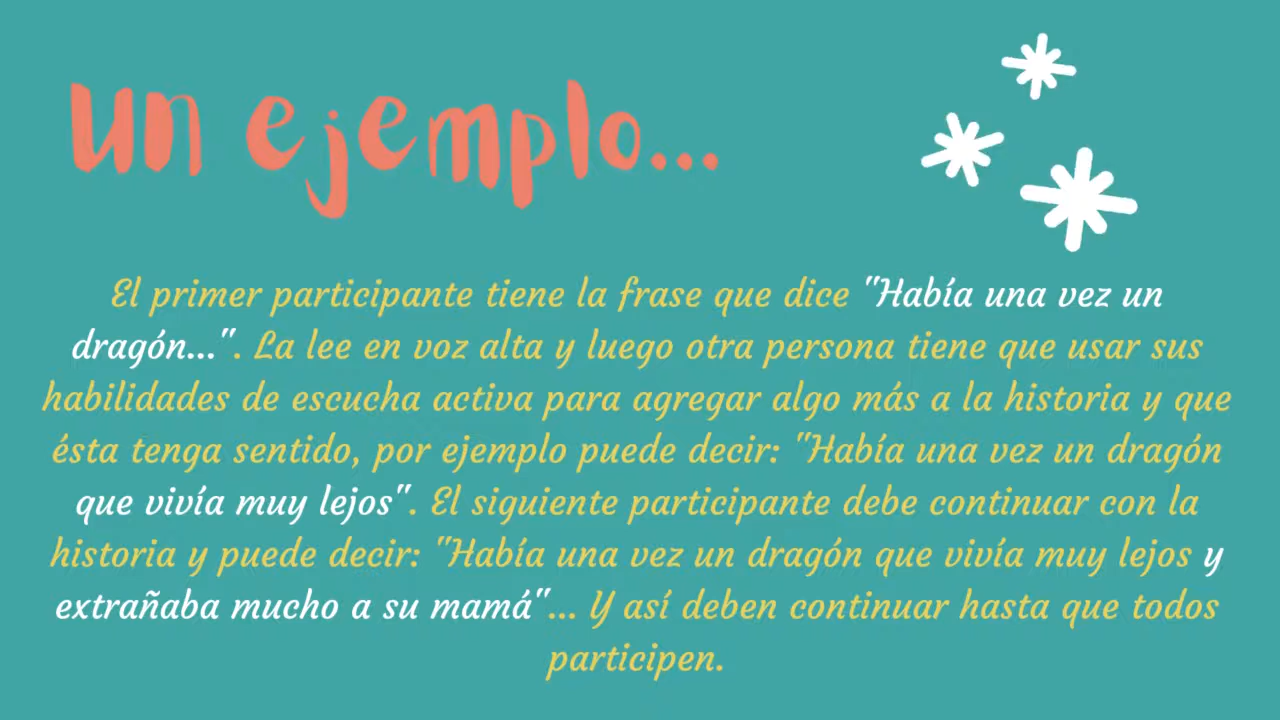 un ejemplo...
El primer participante tiene la frase que dice "Había una vez un
dragón...". La lee en voz alta y luego otra persona tiene que usar sus
habilidades de escucha activa para agregar algo más a la historia y que
ésta tenga sentido, por ejemplo puede decir: "Había una vez un dragón
que vivía muy lejos". El siguiente participante debe continuar con la
historia y puede decir: "Había una vez un dragón que vivía muy lejos y
extrañaba mucho a su mamá"... Y así deben continuar hasta que todos
participen.